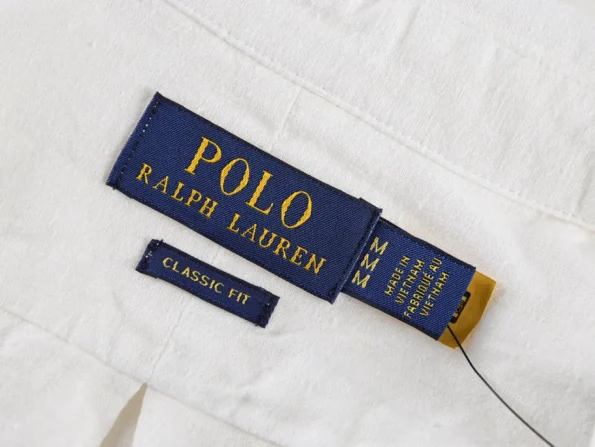 POLO
RALPH LAUREN
CLASSIC FIT
M
M
M
MADE IN
VIETNAM
FABRIQUÉ AU
VIETNAM